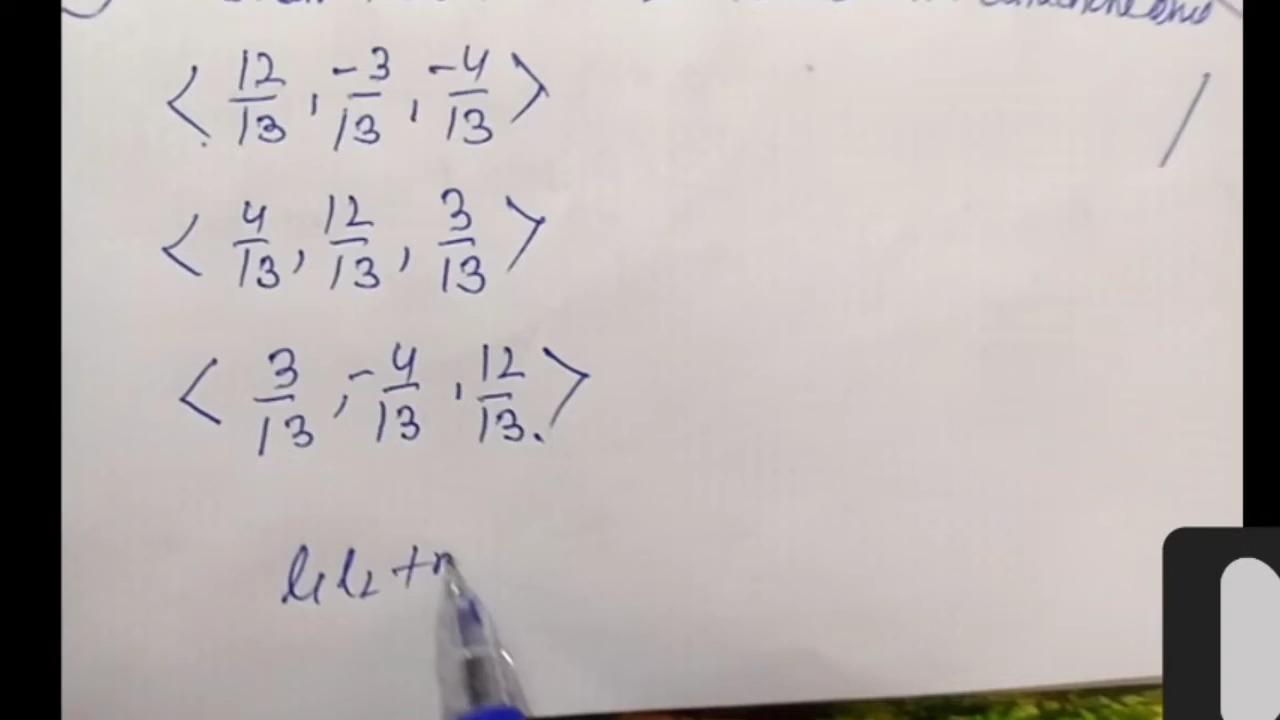 < 12/13 , -3/13 , -4/13 >
< 4/13 , 12/13 , 3/13 >
< 3/13 , -4/13 , 12/13. >
l₁l₂ +